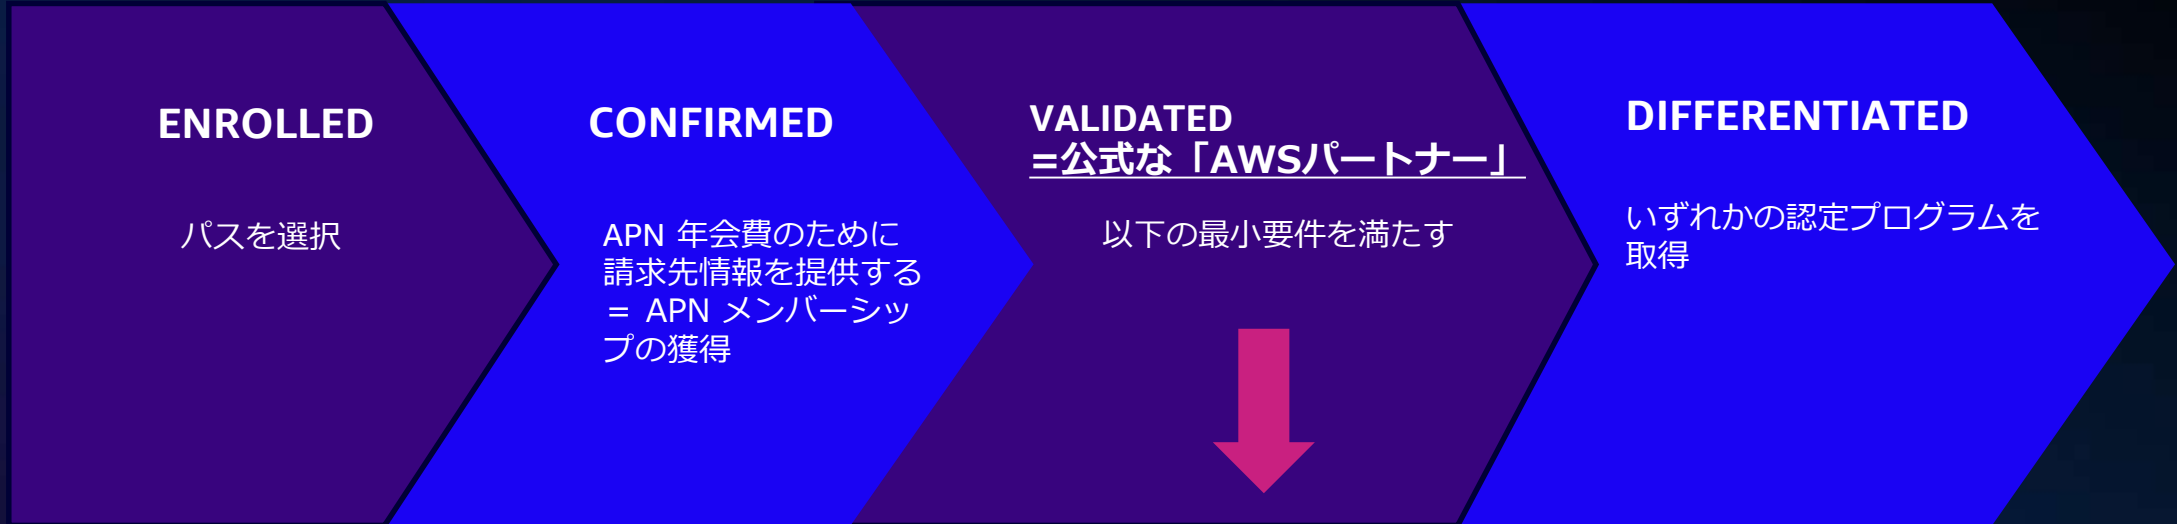 ENROLLED
パスを選択
CONFIRMED
APN 年会費のために
請求先情報を提供する
＝ APN メンバーシッ
プの獲得
VALIDATED
=公式な「AWSパートナー」
以下の最小要件を満たす
DIFFERENTIATED
いずれかの認定プログラムを
取得